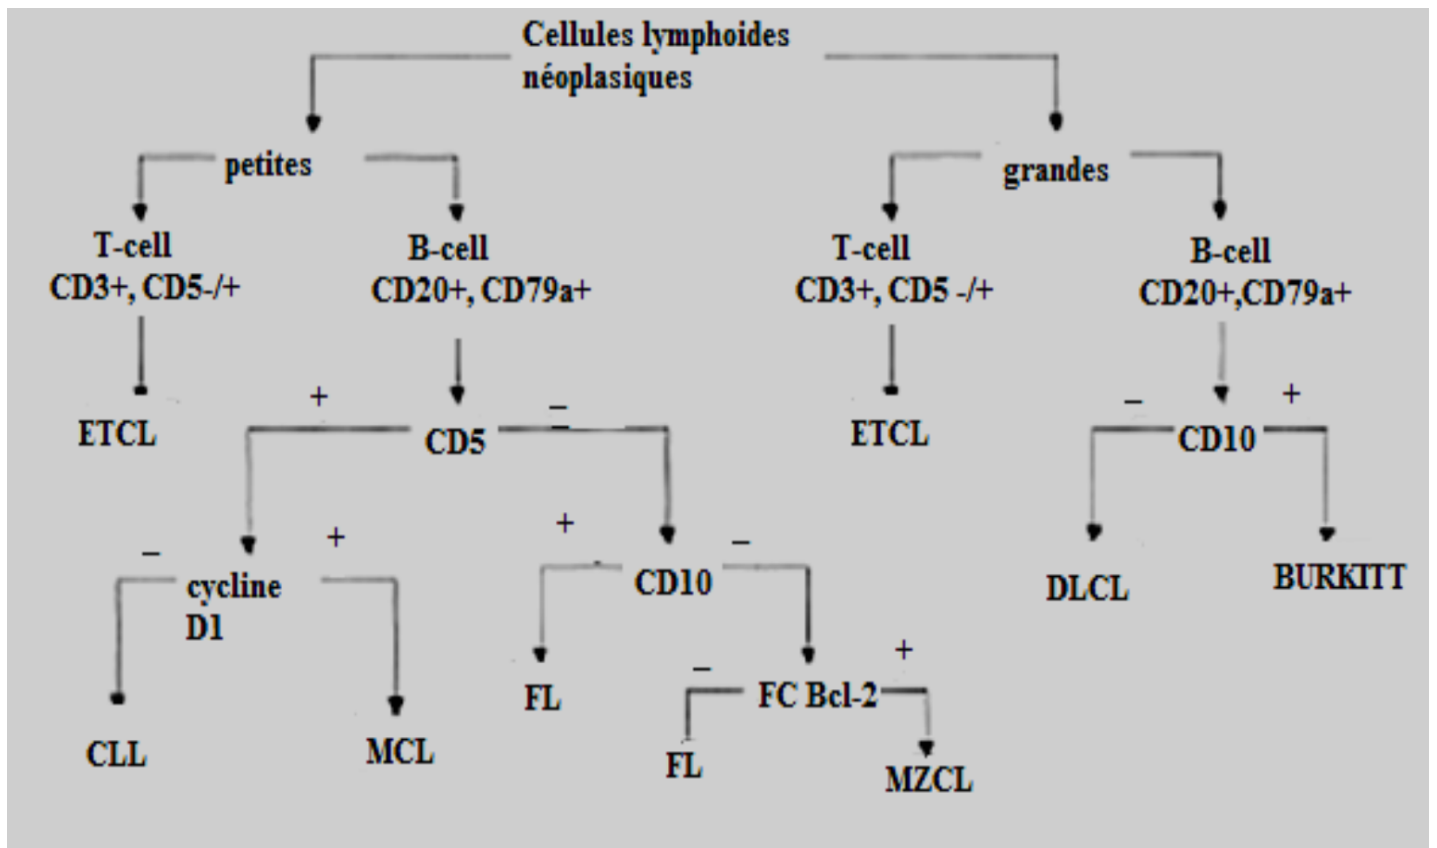 Cellules lymphoides
néoplasiques
petites
grandes
T-cell
CD3+, CD5-/+
B-cell
CD20+, CD79a+
T-cell
CD3+, CD5 -/+
B-cell
CD20+,CD79a+
ETCL
+
CD5
–
–
ETCL
–
CD10
+
–
cycline
D1
+
+
CD10
–
DLCL
BURKITT
FL
–
FC Bcl-2
+
CLL
MCL
FL
MZCL